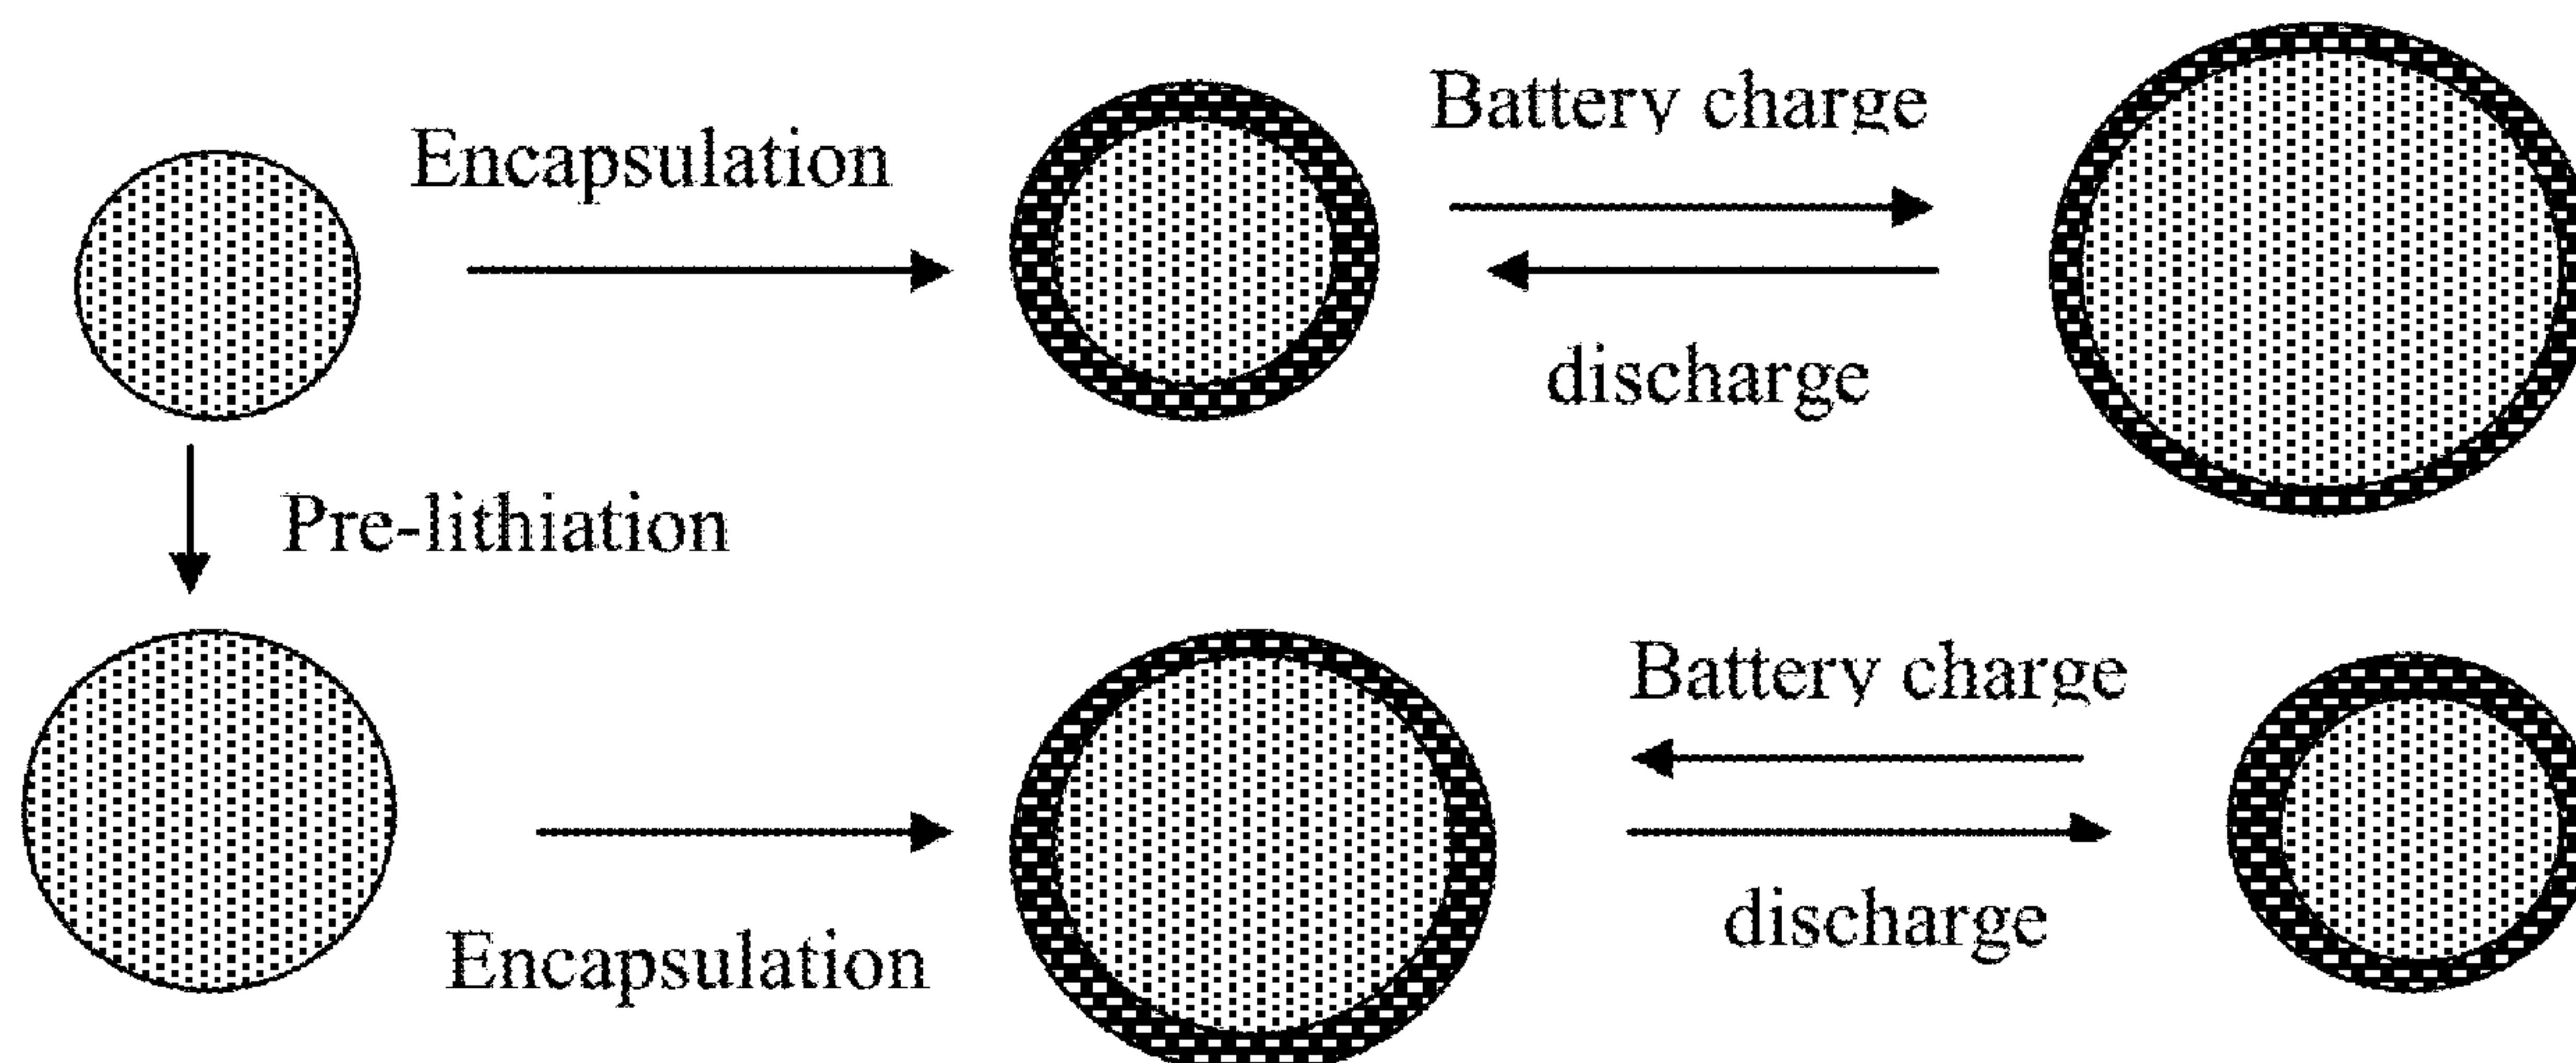 Encapsulation
Battery charge
discharge
Pre-lithiation
Battery charge
discharge
Encapsulation